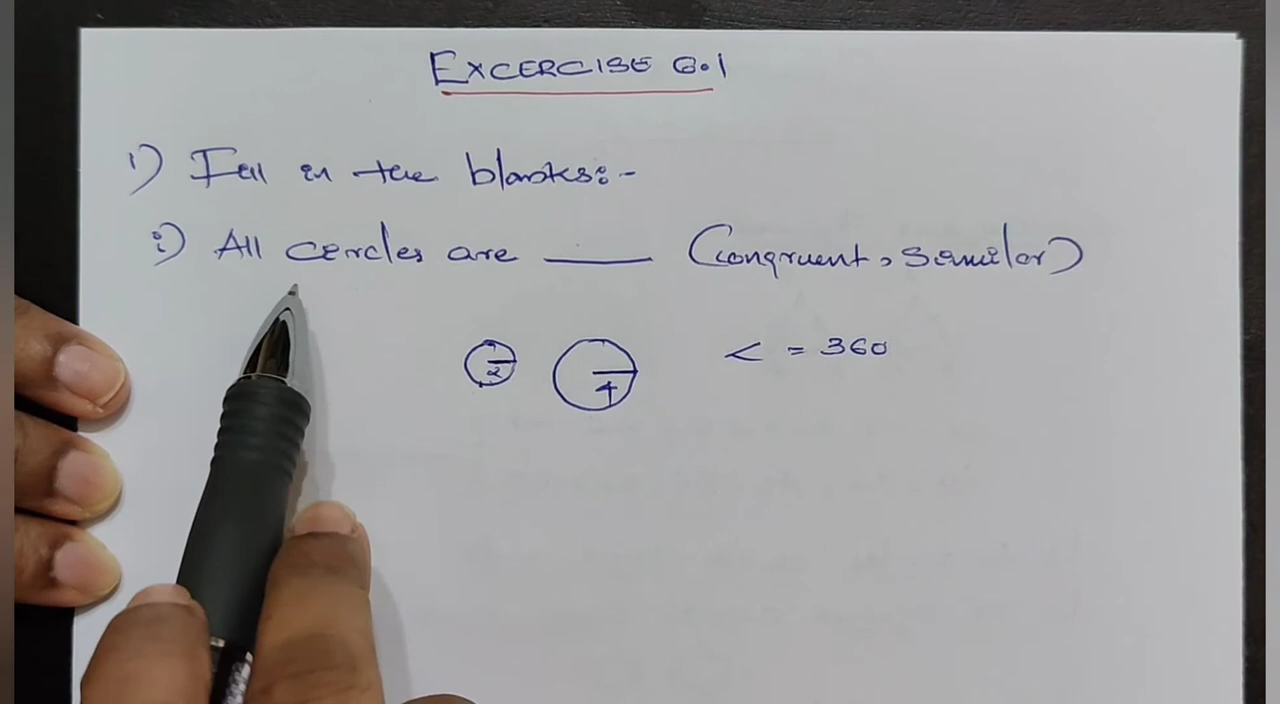 EXCERCISE 6.1
1) Fill in the blanks:-
i) All circles are ____ (congruent, similar)
2 4 < = 360